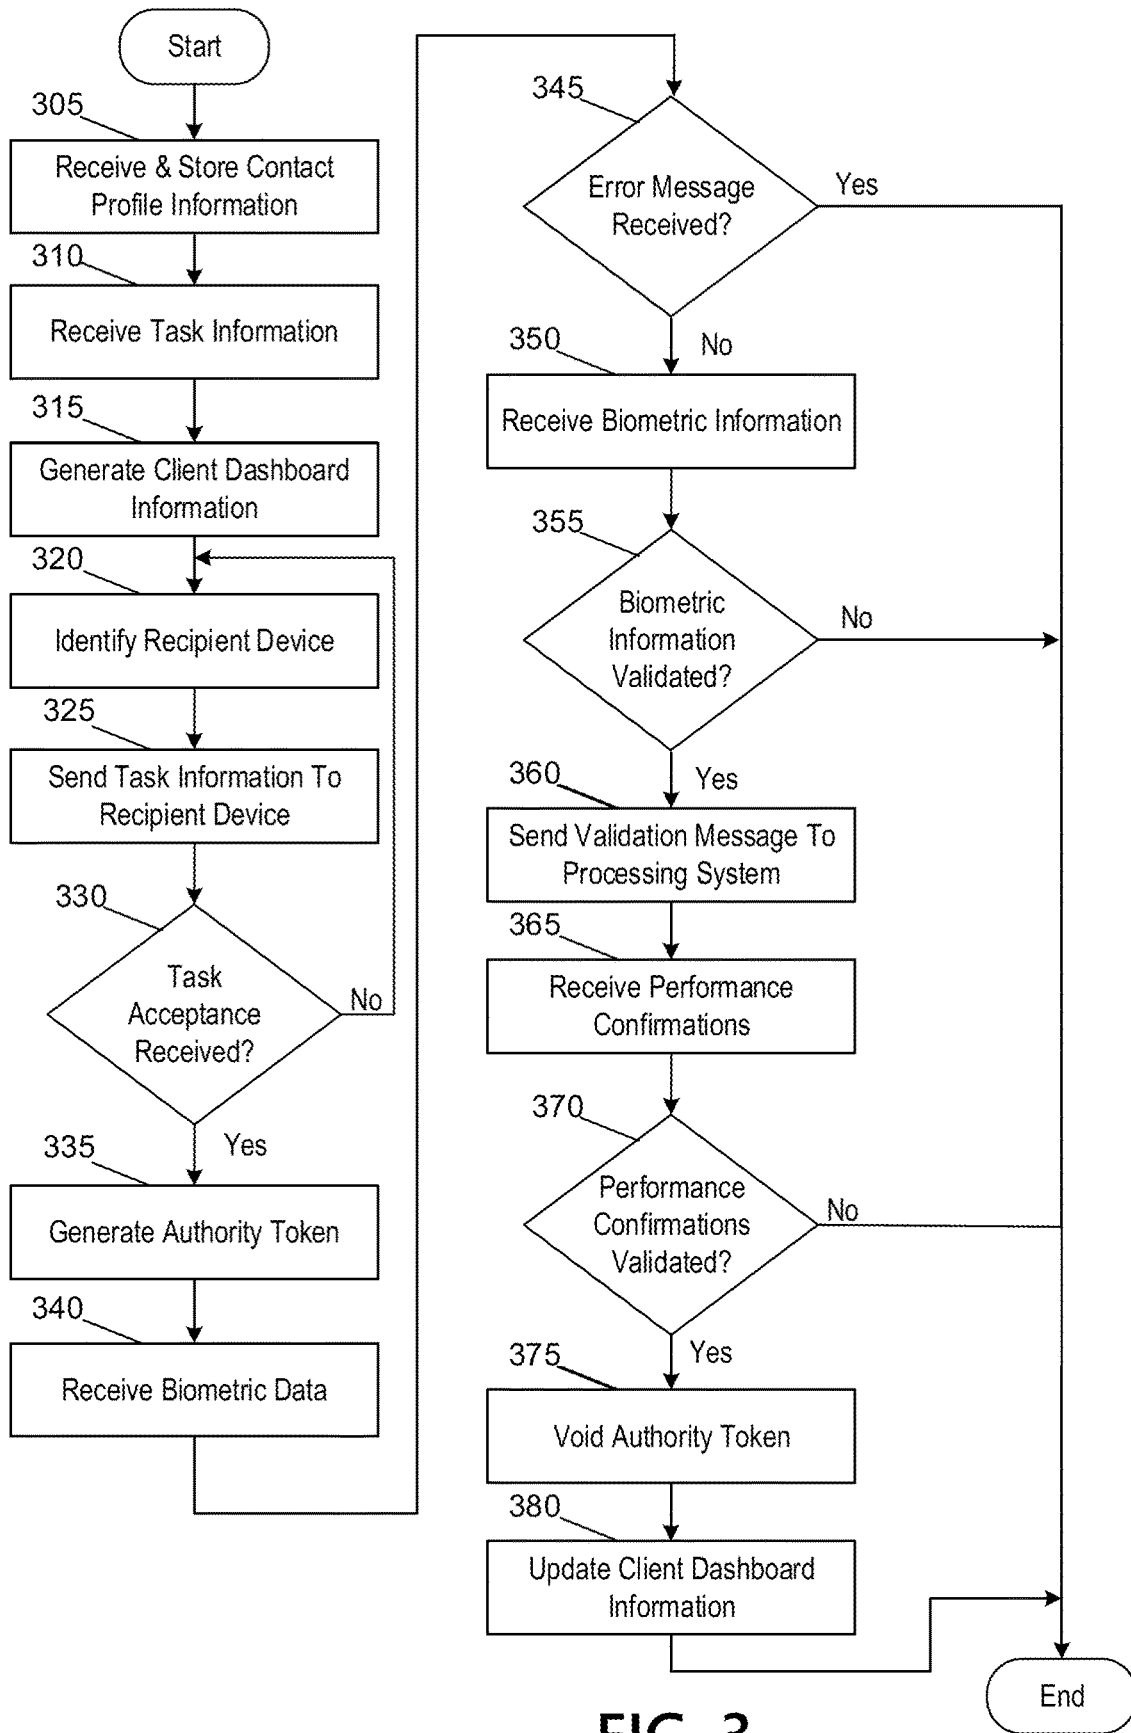 Start
305
Receive & Store Contact
Profile Information
310
Receive Task Information
315
Generate Client Dashboard
Information
320
Identify Recipient Device
325
Send Task Information To
Recipient Device
330
Task
Acceptance
Received?
No
Yes
335
Generate Authority Token
340
Receive Biometric Data
345
Error Message
Received?
Yes
No
350
Receive Biometric Information
355
Biometric
Information
Validated?
No
Yes
360
Send Validation Message To
Processing System
365
Receive Performance
Confirmations
370
Performance
Confirmations
Validated?
No
Yes
375
Void Authority Token
380
Update Client Dashboard
Information
End
FIG. 3